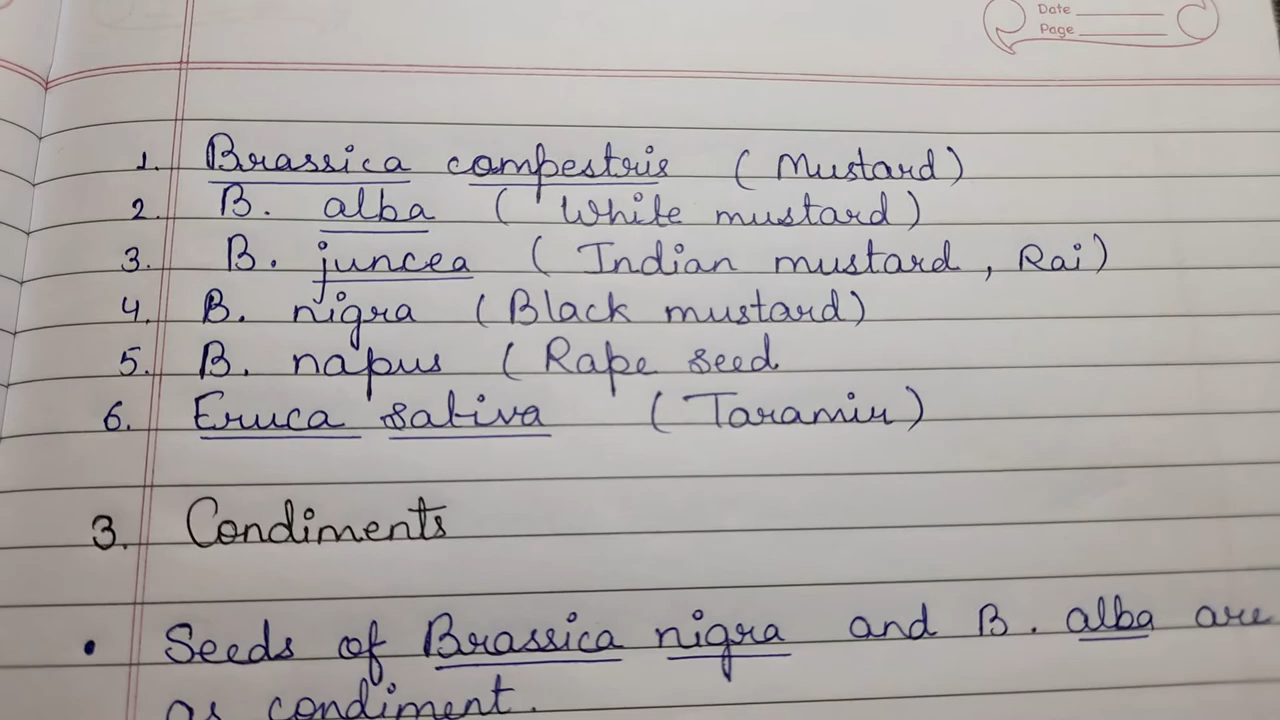 Date
Page
1. Brassica campestris (Mustard)
2. B. alba (White mustard)
3. B. juncea (Indian mustard, Rai)
4. B. nigra (Black mustard)
5. B. napus (Rape seed
6. Eruca sativa (Taramir)
3. Condiments
• Seeds of Brassica nigra and B. alba are
as condiment.